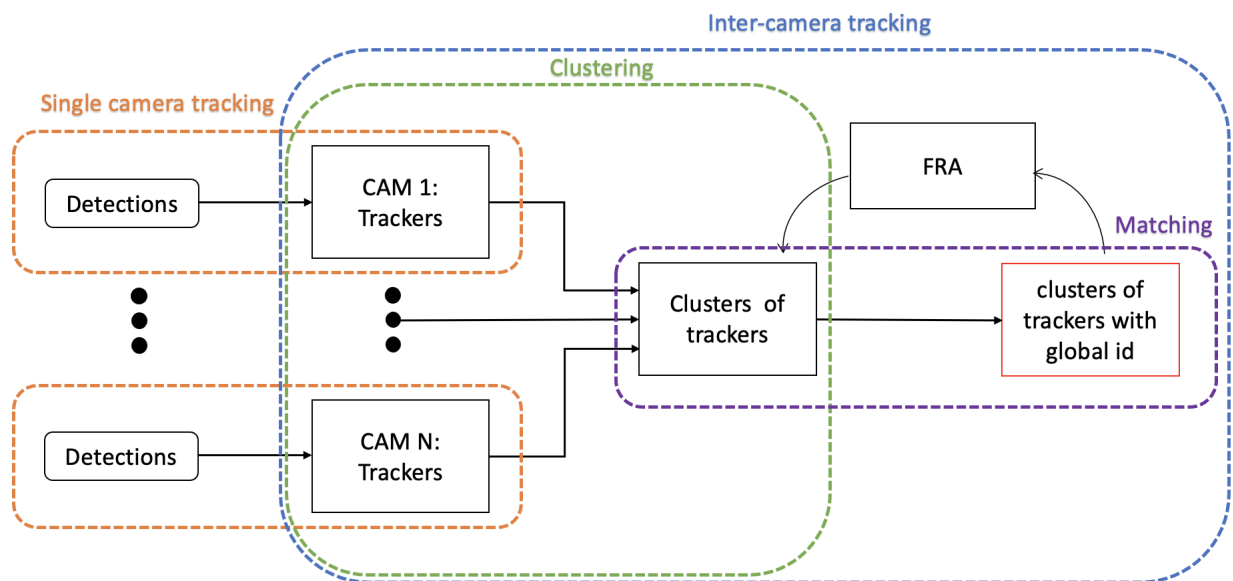 Inter-camera tracking
Clustering
Single camera tracking
CAM 1:
Trackers
FRA
Detections
Matching
Clusters of
trackers
clusters of
trackers with
global id
CAM N:
Trackers
Detections